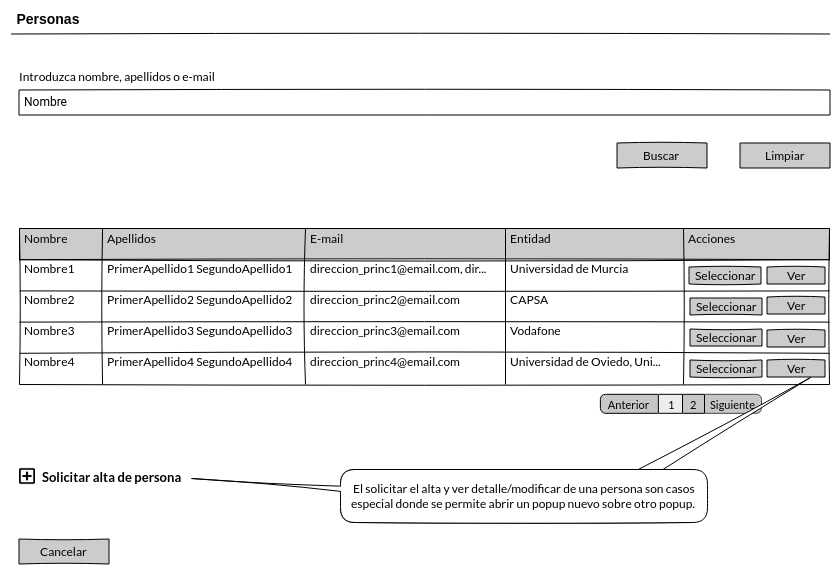 Personas
Introduzca nombre, apellidos o e-mail
Nombre
Buscar Limpiar
Nombre Apellidos E-mail Entidad Acciones
Nombre1 PrimerApellido1 SegundoApellido1 direccion_princ1@email.com, dir... Universidad de Murcia Seleccionar Ver
Nombre2 PrimerApellido2 SegundoApellido2 direccion_princ2@email.com CAPSA Seleccionar Ver
Nombre3 PrimerApellido3 SegundoApellido3 direccion_princ3@email.com Vodafone Seleccionar Ver
Nombre4 PrimerApellido4 SegundoApellido4 direccion_princ4@email.com Universidad de Oviedo, Uni... Seleccionar Ver
Anterior 1 2 Siguiente
Solicitar alta de persona
El solicitar el alta y ver detalle/modificar de una persona son casos
especial donde se permite abrir un popup nuevo sobre otro popup.
Cancelar